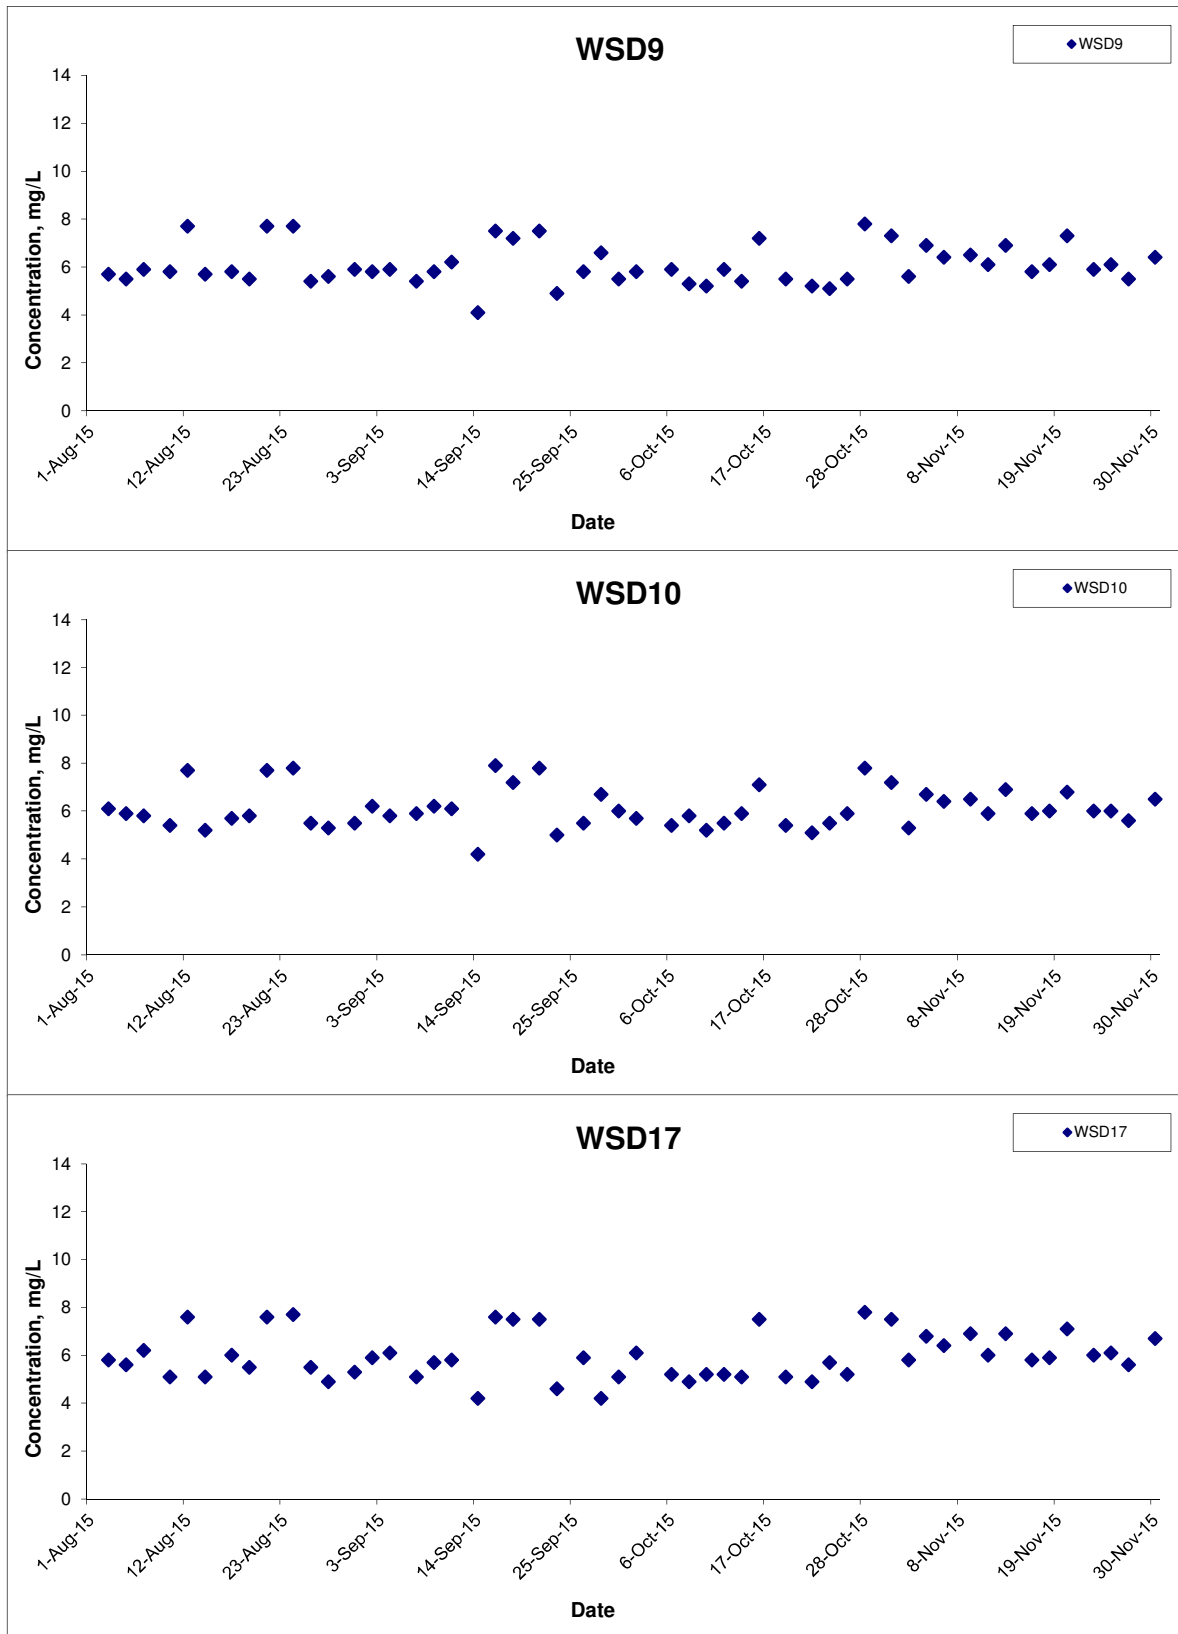 WSD9
WSD9
14
12
10
8
6
4
2
0
Concentration, mg/L
1-Aug-15
12-Aug-15
23-Aug-15
3-Sep-15
14-Sep-15
25-Sep-15
6-Oct-15
17-Oct-15
28-Oct-15
8-Nov-15
19-Nov-15
30-Nov-15
Date
WSD10
WSD10
14
12
10
8
6
4
2
0
Concentration, mg/L
1-Aug-15
12-Aug-15
23-Aug-15
3-Sep-15
14-Sep-15
25-Sep-15
6-Oct-15
17-Oct-15
28-Oct-15
8-Nov-15
19-Nov-15
30-Nov-15
Date
WSD17
WSD17
14
12
10
8
6
4
2
0
Concentration, mg/L
1-Aug-15
12-Aug-15
23-Aug-15
3-Sep-15
14-Sep-15
25-Sep-15
6-Oct-15
17-Oct-15
28-Oct-15
8-Nov-15
19-Nov-15
30-Nov-15
Date